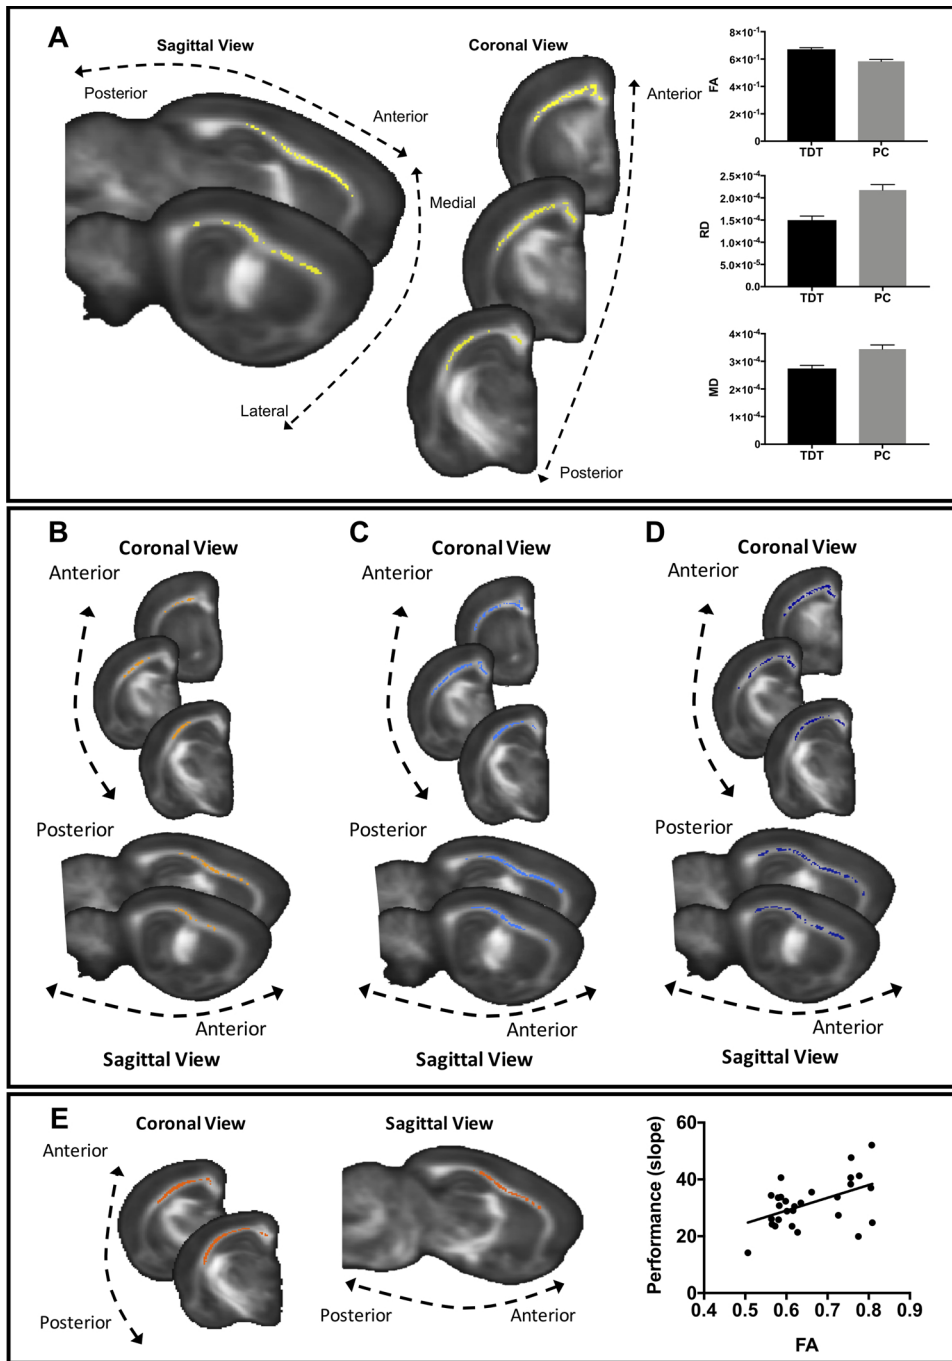 A
Sagittal View
Posterior
Anterior
Medial
Lateral
Coronal View
Anterior
Posterior
FA
8×10⁻¹
6×10⁻¹
4×10⁻¹
2×10⁻¹
0
TDT PC
RD
2.5×10⁻⁴
2.0×10⁻⁴
1.5×10⁻⁴
1.0×10⁻⁴
5.0×10⁻⁵
0.0
TDT PC
MD
4×10⁻⁴
3×10⁻⁴
2×10⁻⁴
1×10⁻⁴
0
TDT PC
B
Coronal View
Anterior
Posterior
Anterior
Sagittal View
C
Coronal View
Anterior
Posterior
Anterior
Sagittal View
D
Coronal View
Anterior
Posterior
Anterior
Sagittal View
E
Coronal View
Anterior
Posterior
Sagittal View
Posterior
Anterior
Performance (slope)
60
40
20
0
0.4 0.5 0.6 0.7 0.8 0.9
FA